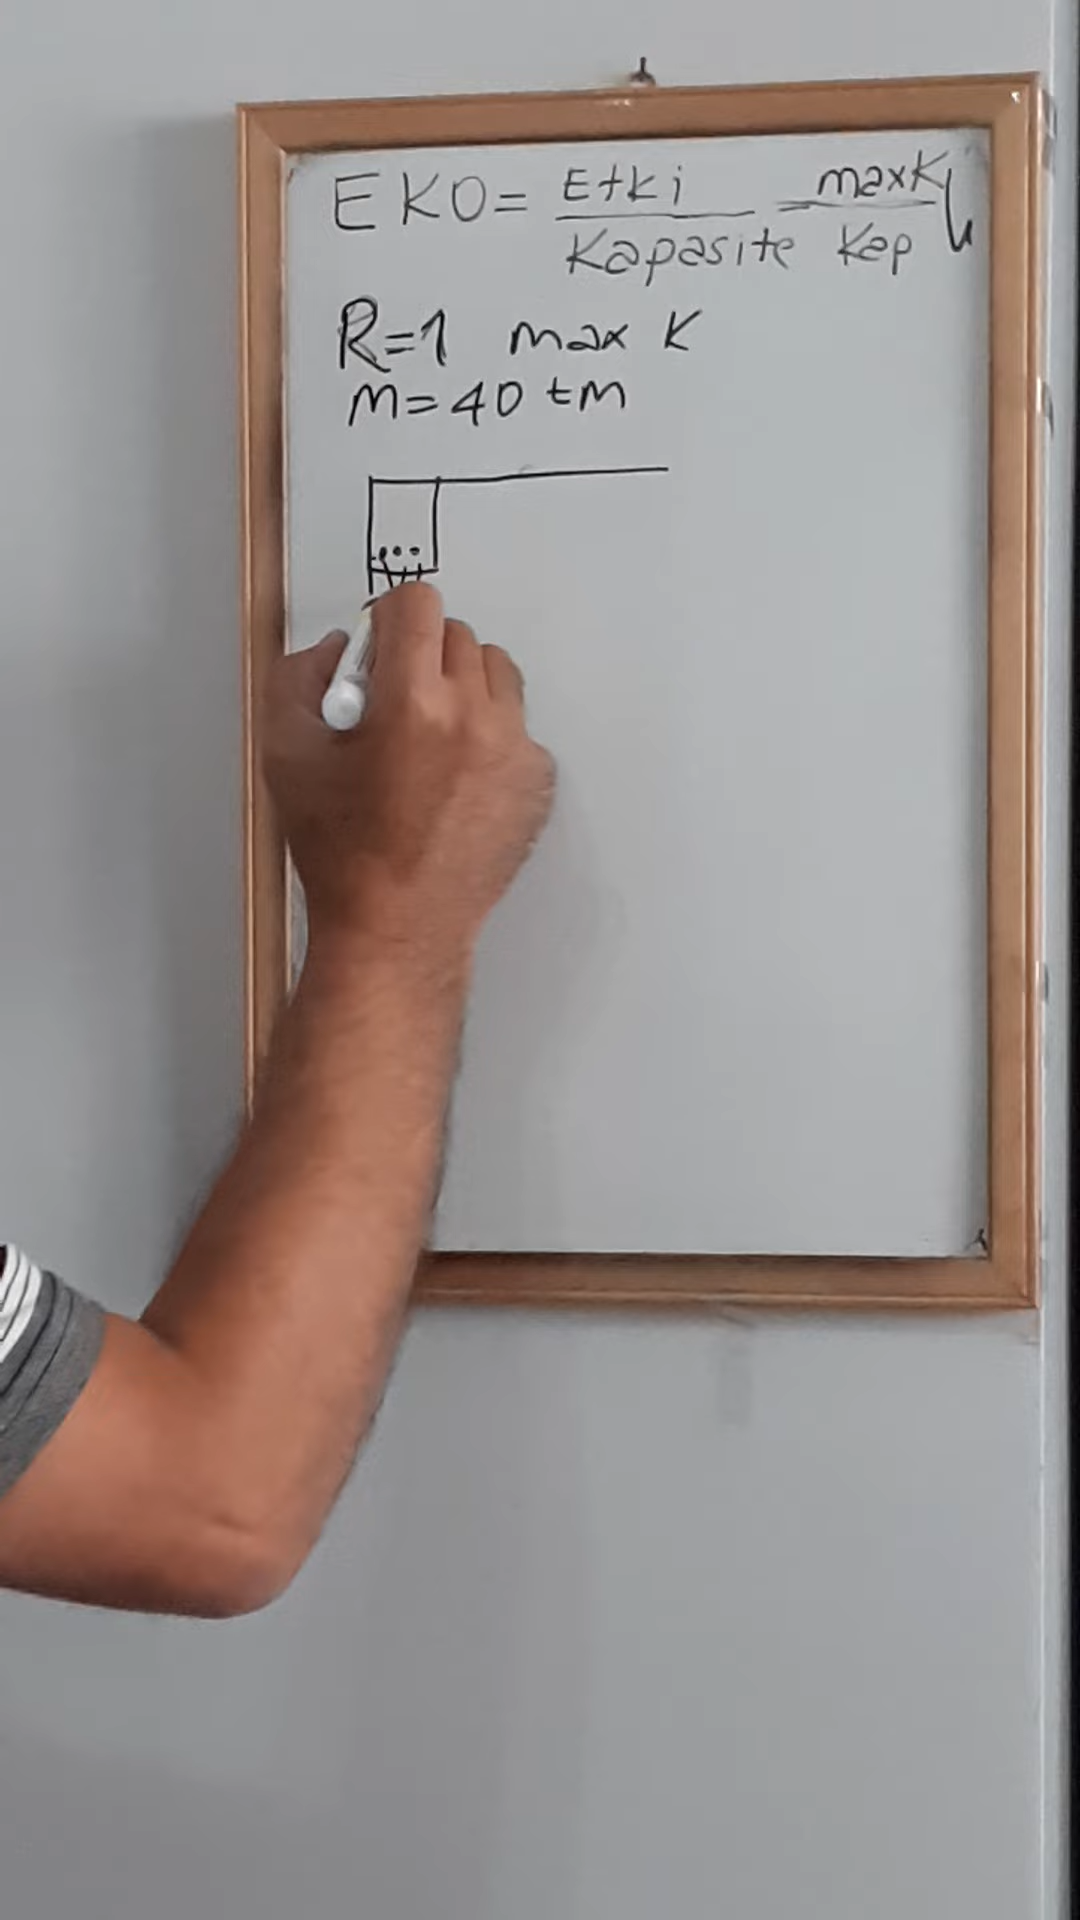 EKO = Etki / Kapasite = maxK / Kap
R=1 max K
M=40 tm